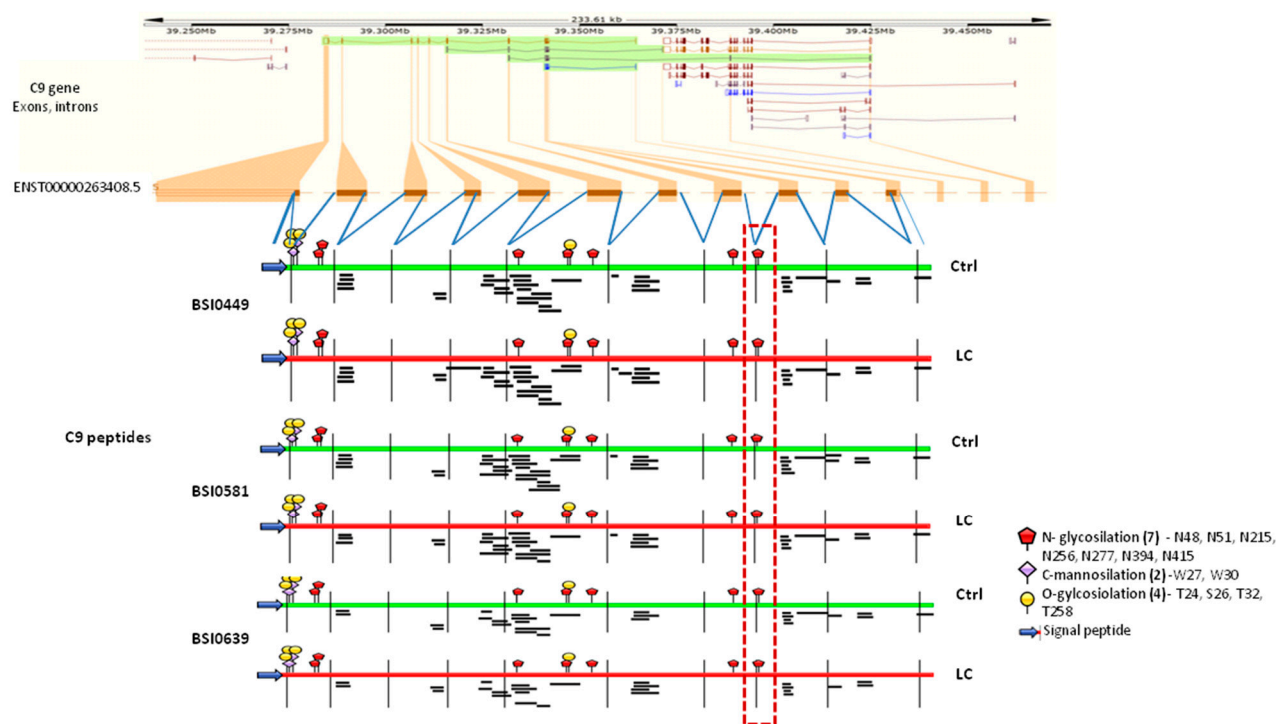 233.61 kb
39.250Mb 39.275Mb 39.300Mb 39.325Mb 39.350Mb 39.375Mb 39.400Mb 39.425Mb 39.450Mb
C9 gene
Exons, introns
ENST00000263408.5
Ctrl
BSI0449
LC
C9 peptides
Ctrl
BSI0581
LC
Ctrl
BSI0639
LC
N- glycosilation (7) - N48, N51, N215,
N256, N277, N394, N415
C-mannosilation (2) -W27, W30
O-gylcosiolation (4)- T24, S26, T32,
T258
Signal peptide